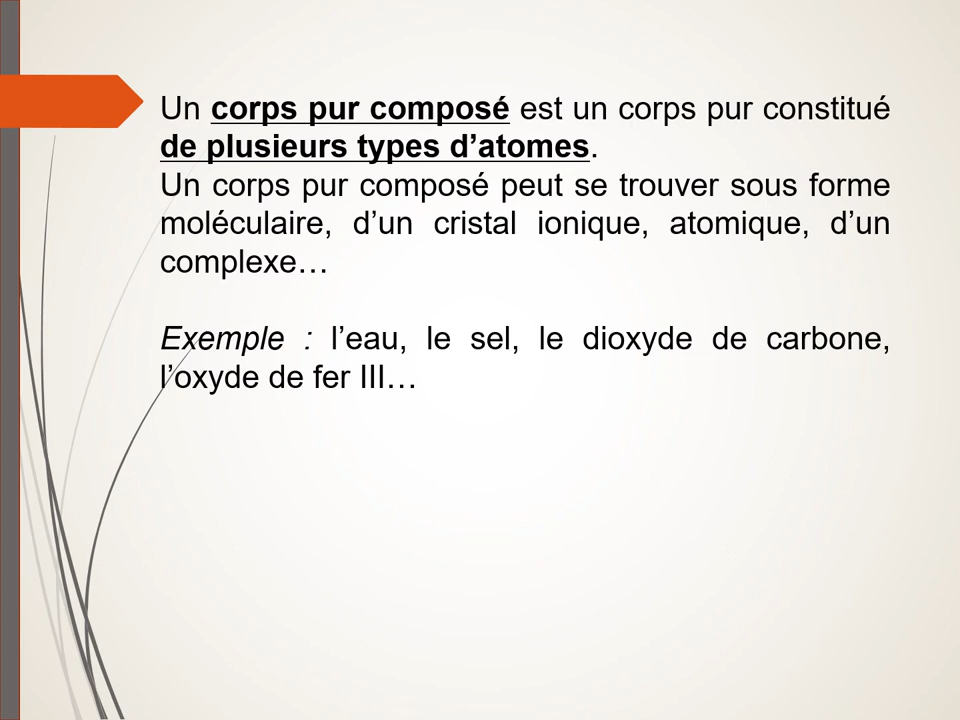 Un corps pur composé est un corps pur constitué
de plusieurs types d’atomes.
Un corps pur composé peut se trouver sous forme
moléculaire, d’un cristal ionique, atomique, d’un
complexe…
Exemple : l’eau, le sel, le dioxyde de carbone,
l’oxyde de fer III…